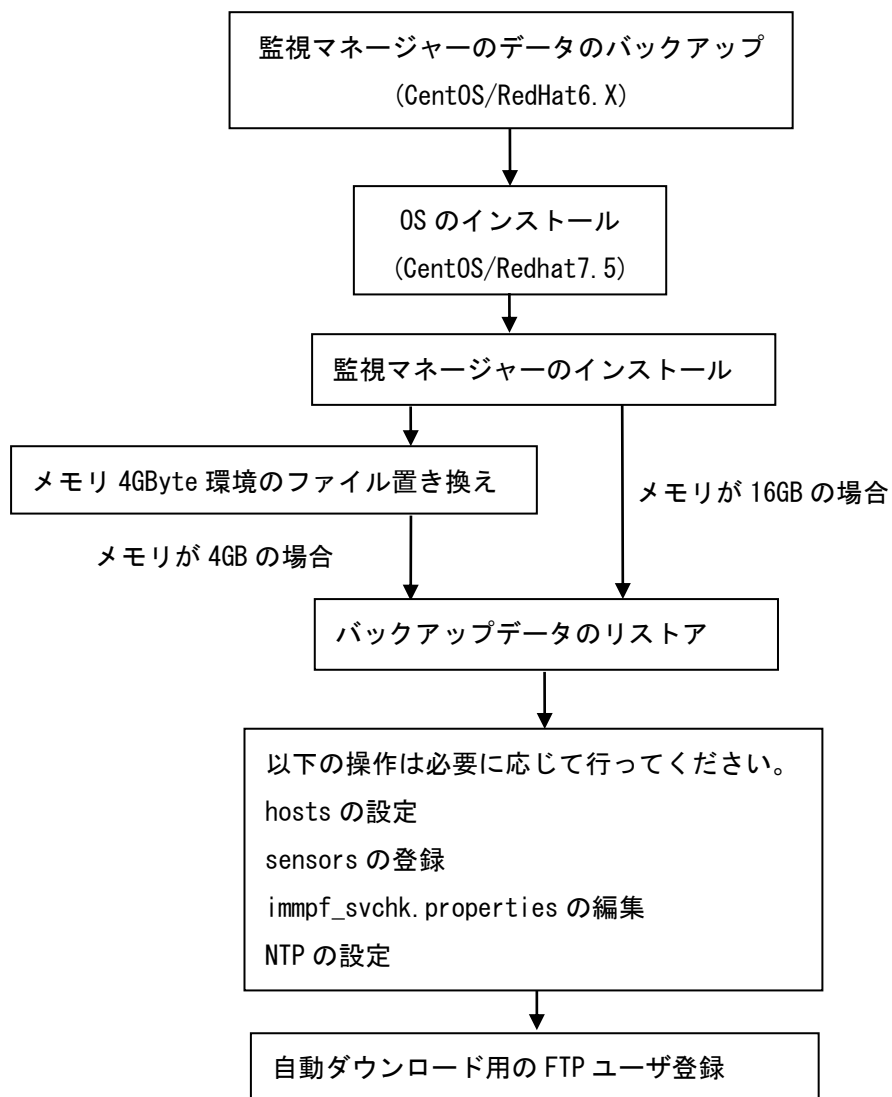 監視マネージャーのデータのバックアップ
(CentOS/RedHat6.X)
OS のインストール
(CentOS/Redhat7.5)
監視マネージャーのインストール
メモリ 4GByte 環境のファイル置き換え
メモリが 16GB の場合
メモリが 4GB の場合
バックアップデータのリストア
以下の操作は必要に応じて行ってください。
hosts の設定
sensors の登録
immpf_svchk.properties の編集
NTP の設定
自動ダウンロード用の FTP ユーザ登録